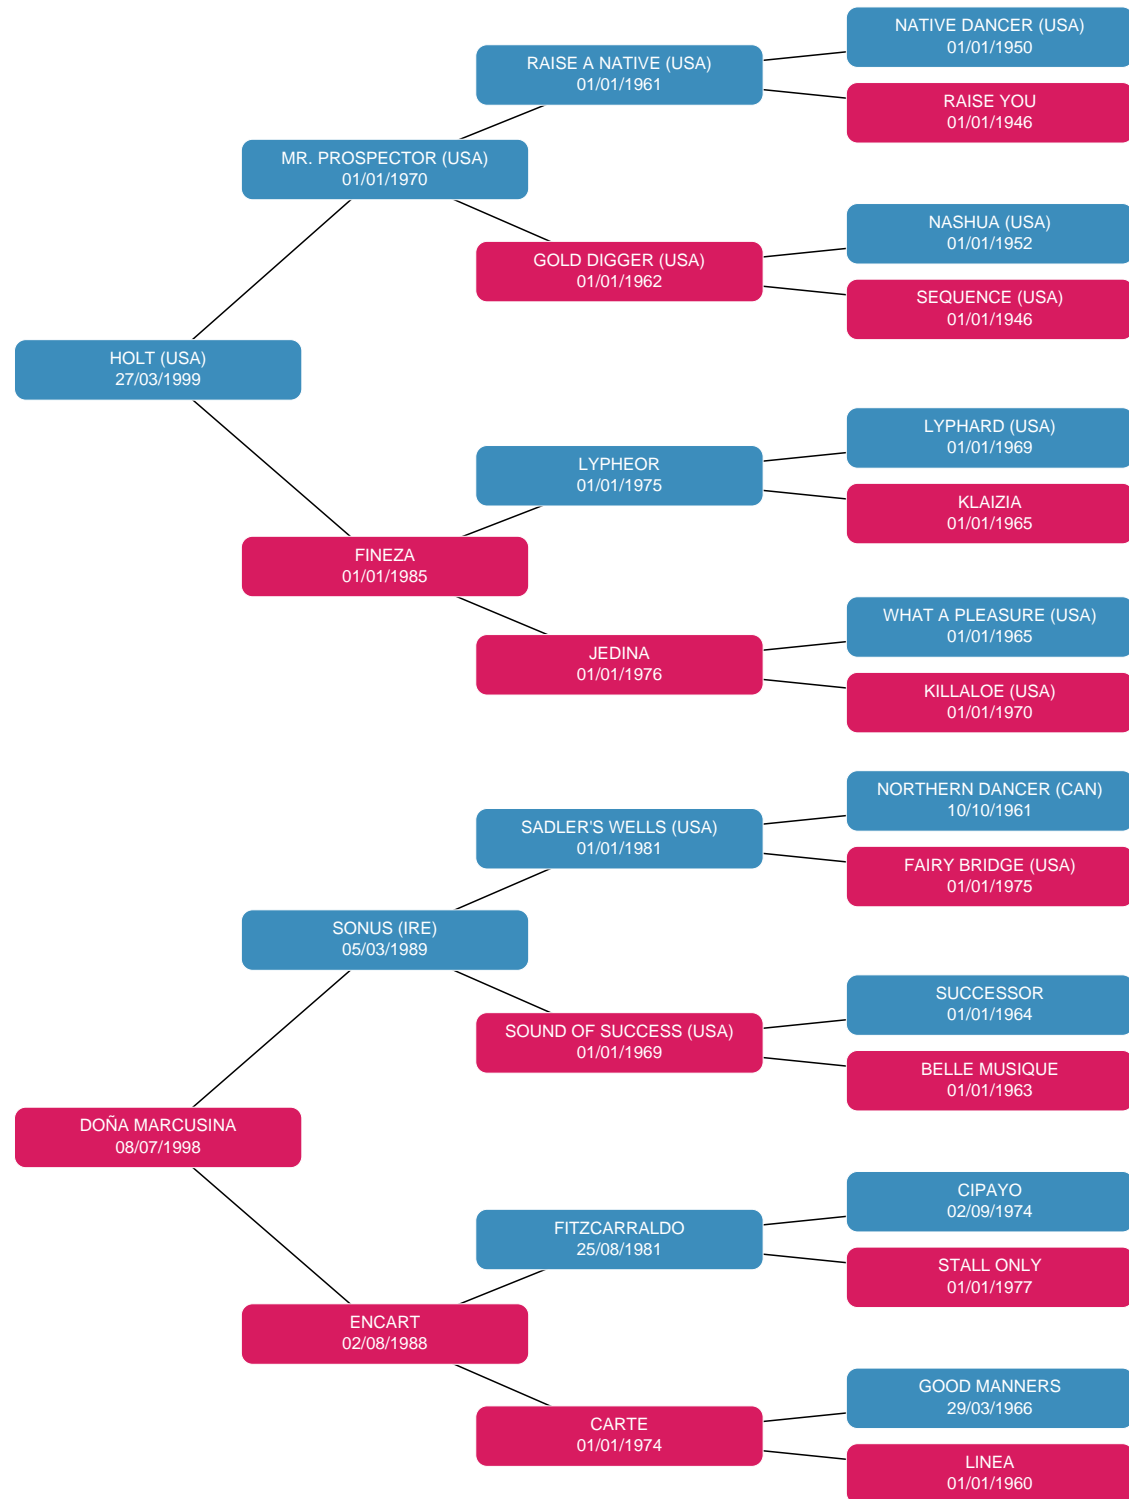 NATIVE DANCER (USA)
01/01/1950
RAISE A NATIVE (USA)
01/01/1961
RAISE YOU
01/01/1946
MR. PROSPECTOR (USA)
01/01/1970
NASHUA (USA)
01/01/1952
GOLD DIGGER (USA)
01/01/1962
SEQUENCE (USA)
01/01/1946
HOLT (USA)
27/03/1999
LYPHARD (USA)
01/01/1969
LYPHEOR
01/01/1975
KLAIZIA
01/01/1965
FINEZA
01/01/1985
WHAT A PLEASURE (USA)
01/01/1965
JEDINA
01/01/1976
KILLALOE (USA)
01/01/1970
NORTHERN DANCER (CAN)
10/10/1961
SADLER'S WELLS (USA)
01/01/1981
FAIRY BRIDGE (USA)
01/01/1975
SONUS (IRE)
05/03/1989
SUCCESSOR
01/01/1964
SOUND OF SUCCESS (USA)
01/01/1969
BELLE MUSIQUE
01/01/1963
DOÑA MARCUSINA
08/07/1998
CIPAYO
02/09/1974
FITZCARRALDO
25/08/1981
STALL ONLY
01/01/1977
ENCART
02/08/1988
GOOD MANNERS
29/03/1966
CARTE
01/01/1974
LINEA
01/01/1960